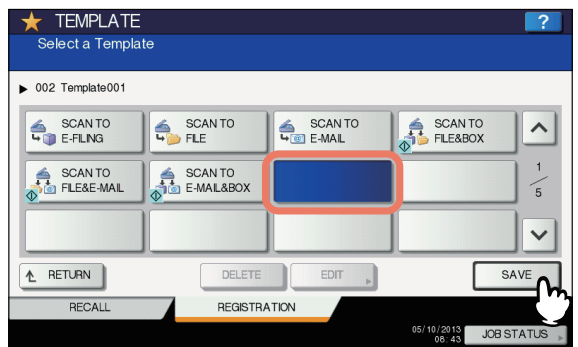 TEMPLATE
?
Select a Template
002 Template001
SCAN TO
E-FILING
SCAN TO
FILE
SCAN TO
E-MAIL
SCAN TO
FILE&BOX
SCAN TO
FILE&E-MAIL
SCAN TO
E-MAIL&BOX
1
5
RETURN
DELETE
EDIT
SAVE
RECALL
REGISTRATION
05/10/2013
08:43
JOB STATUS